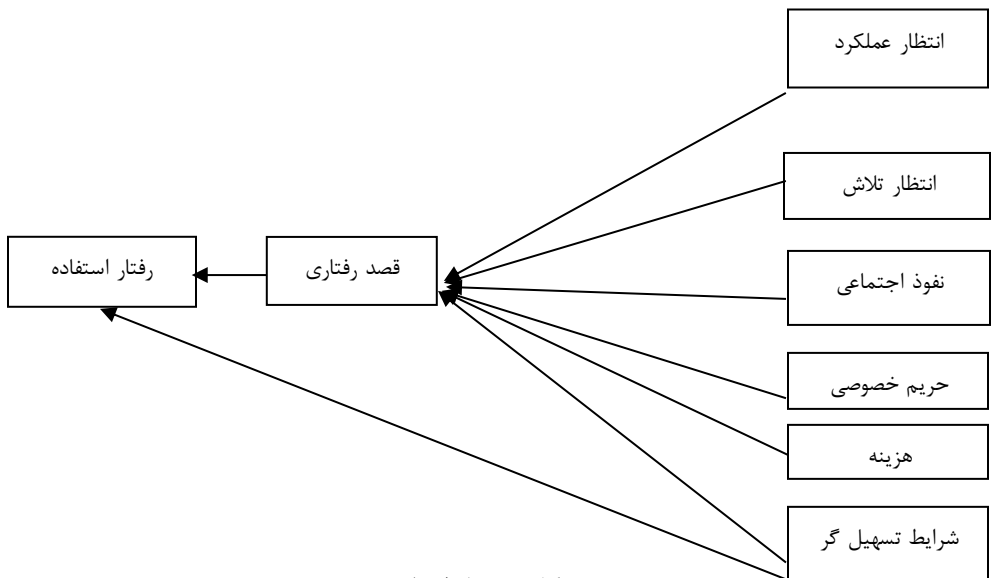 انتظار عملکرد
انتظار تلاش
نفوذ اجتماعی
حریم خصوصی
هزینه
شرایط تسهیل گر
قصد رفتاری
رفتار استفاده